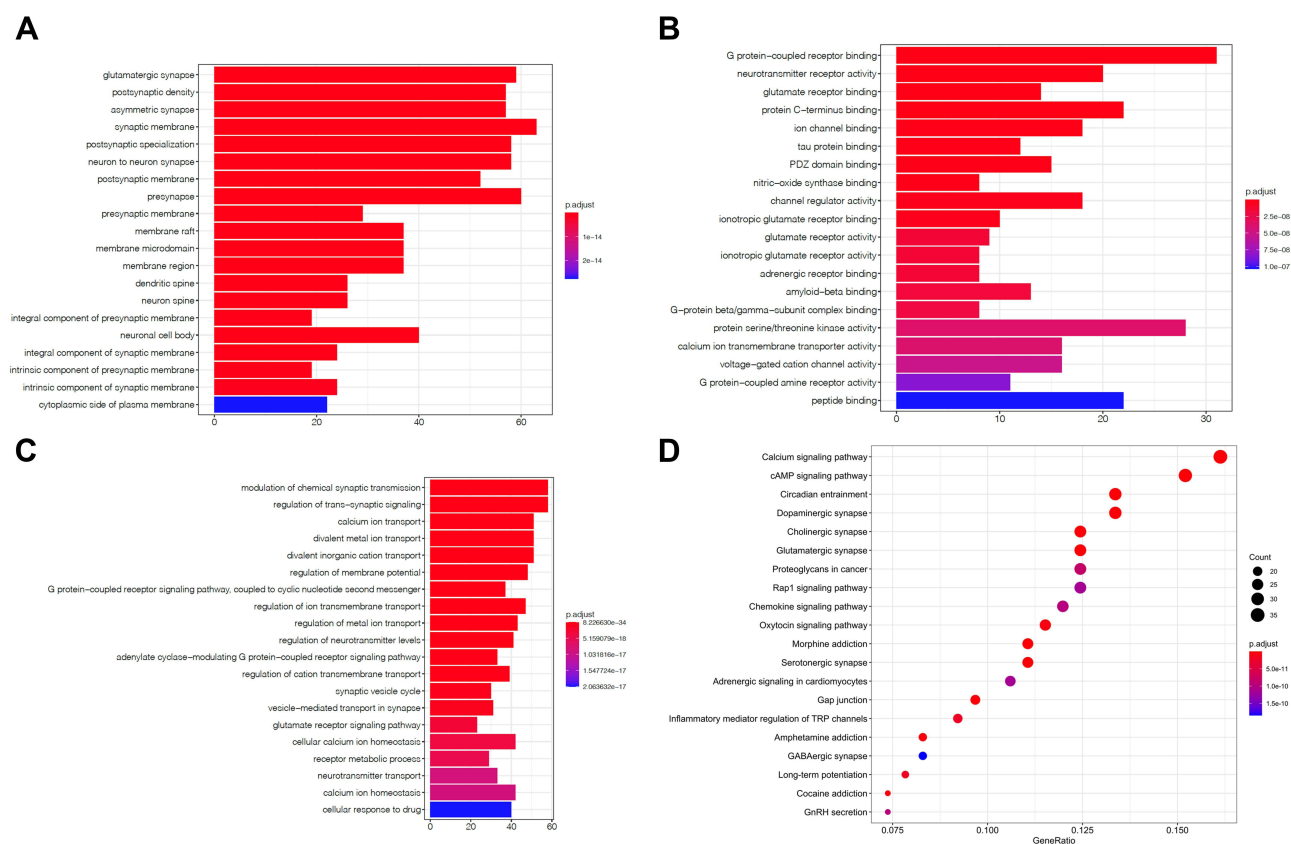 A
glutamatergic synapse
postsynaptic density
asymmetric synapse
synaptic membrane
postsynaptic specialization
neuron to neuron synapse
postsynaptic membrane
presynapse
presynaptic membrane
membrane raft
membrane microdomain
membrane region
dendritic spine
neuron spine
integral component of presynaptic membrane
neuronal cell body
integral component of synaptic membrane
intrinsic component of presynaptic membrane
intrinsic component of synaptic membrane
cytoplasmic side of plasma membrane
0 20 40 60
p.adjust
1e−14
2e−14
B
G protein−coupled receptor binding
neurotransmitter receptor activity
glutamate receptor binding
protein C−terminus binding
ion channel binding
tau protein binding
PDZ domain binding
nitric−oxide synthase binding
channel regulator activity
ionotropic glutamate receptor binding
glutamate receptor activity
ionotropic glutamate receptor activity
adrenergic receptor binding
amyloid−beta binding
G−protein beta/gamma−subunit complex binding
protein serine/threonine kinase activity
calcium ion transmembrane transporter activity
voltage−gated cation channel activity
G protein−coupled amine receptor activity
peptide binding
0 10 20 30
p.adjust
2.5e−08
5.0e−08
7.5e−08
1.0e−07
C
modulation of chemical synaptic transmission
regulation of trans−synaptic signaling
calcium ion transport
divalent metal ion transport
divalent inorganic cation transport
regulation of membrane potential
G protein−coupled receptor signaling pathway, coupled to cyclic nucleotide second messenger
regulation of ion transmembrane transport
regulation of metal ion transport
regulation of neurotransmitter levels
adenylate cyclase−modulating G protein−coupled receptor signaling pathway
regulation of cation transmembrane transport
synaptic vesicle cycle
vesicle−mediated transport in synapse
glutamate receptor signaling pathway
cellular calcium ion homeostasis
receptor metabolic process
neurotransmitter transport
calcium ion homeostasis
cellular response to drug
0 20 40 60
p.adjust
8.226630e−34
5.159079e−18
1.031816e−17
1.547724e−17
2.063632e−17
D
Calcium signaling pathway
cAMP signaling pathway
Circadian entrainment
Dopaminergic synapse
Cholinergic synapse
Glutamatergic synapse
Proteoglycans in cancer
Rap1 signaling pathway
Chemokine signaling pathway
Oxytocin signaling pathway
Morphine addiction
Serotonergic synapse
Adrenergic signaling in cardiomyocytes
Gap junction
Inflammatory mediator regulation of TRP channels
Amphetamine addiction
GABAergic synapse
Long−term potentiation
Cocaine addiction
GnRH secretion
0.075 0.100 0.125 0.150
GeneRatio
Count
20
25
30
35
p.adjust
5.0e−11
1.0e−10
1.5e−10